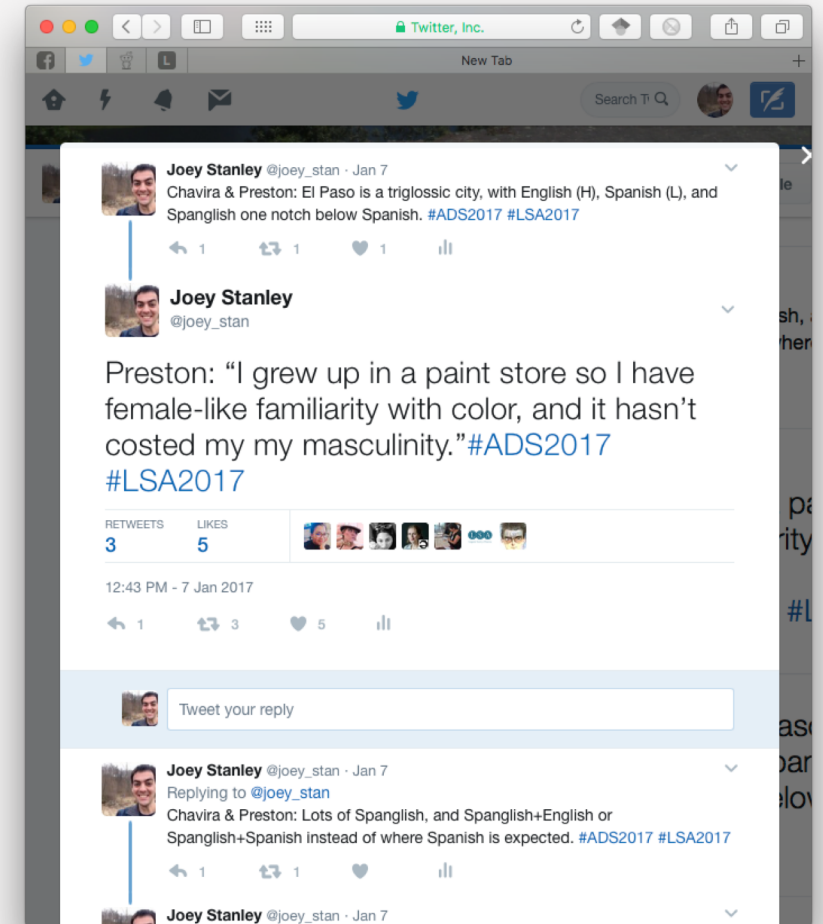 Twitter, Inc.
L
New Tab
Search T
Joey Stanley @joey_stan · Jan 7
Chavira & Preston: El Paso is a triglossic city, with English (H), Spanish (L), and
Spanglish one notch below Spanish. #ADS2017 #LSA2017
1 1 1
Joey Stanley
@joey_stan
Preston: “I grew up in a paint store so I have
female-like familiarity with color, and it hasn’t
costed my my masculinity.”#ADS2017
#LSA2017
RETWEETS LIKES
3 5
LSA
12:43 PM - 7 Jan 2017
1 3 5
Tweet your reply
Joey Stanley @joey_stan · Jan 7
Replying to @joey_stan
Chavira & Preston: Lots of Spanglish, and Spanglish+English or
Spanglish+Spanish instead of where Spanish is expected. #ADS2017 #LSA2017
1 1
Joey Stanley @joey_stan · Jan 7